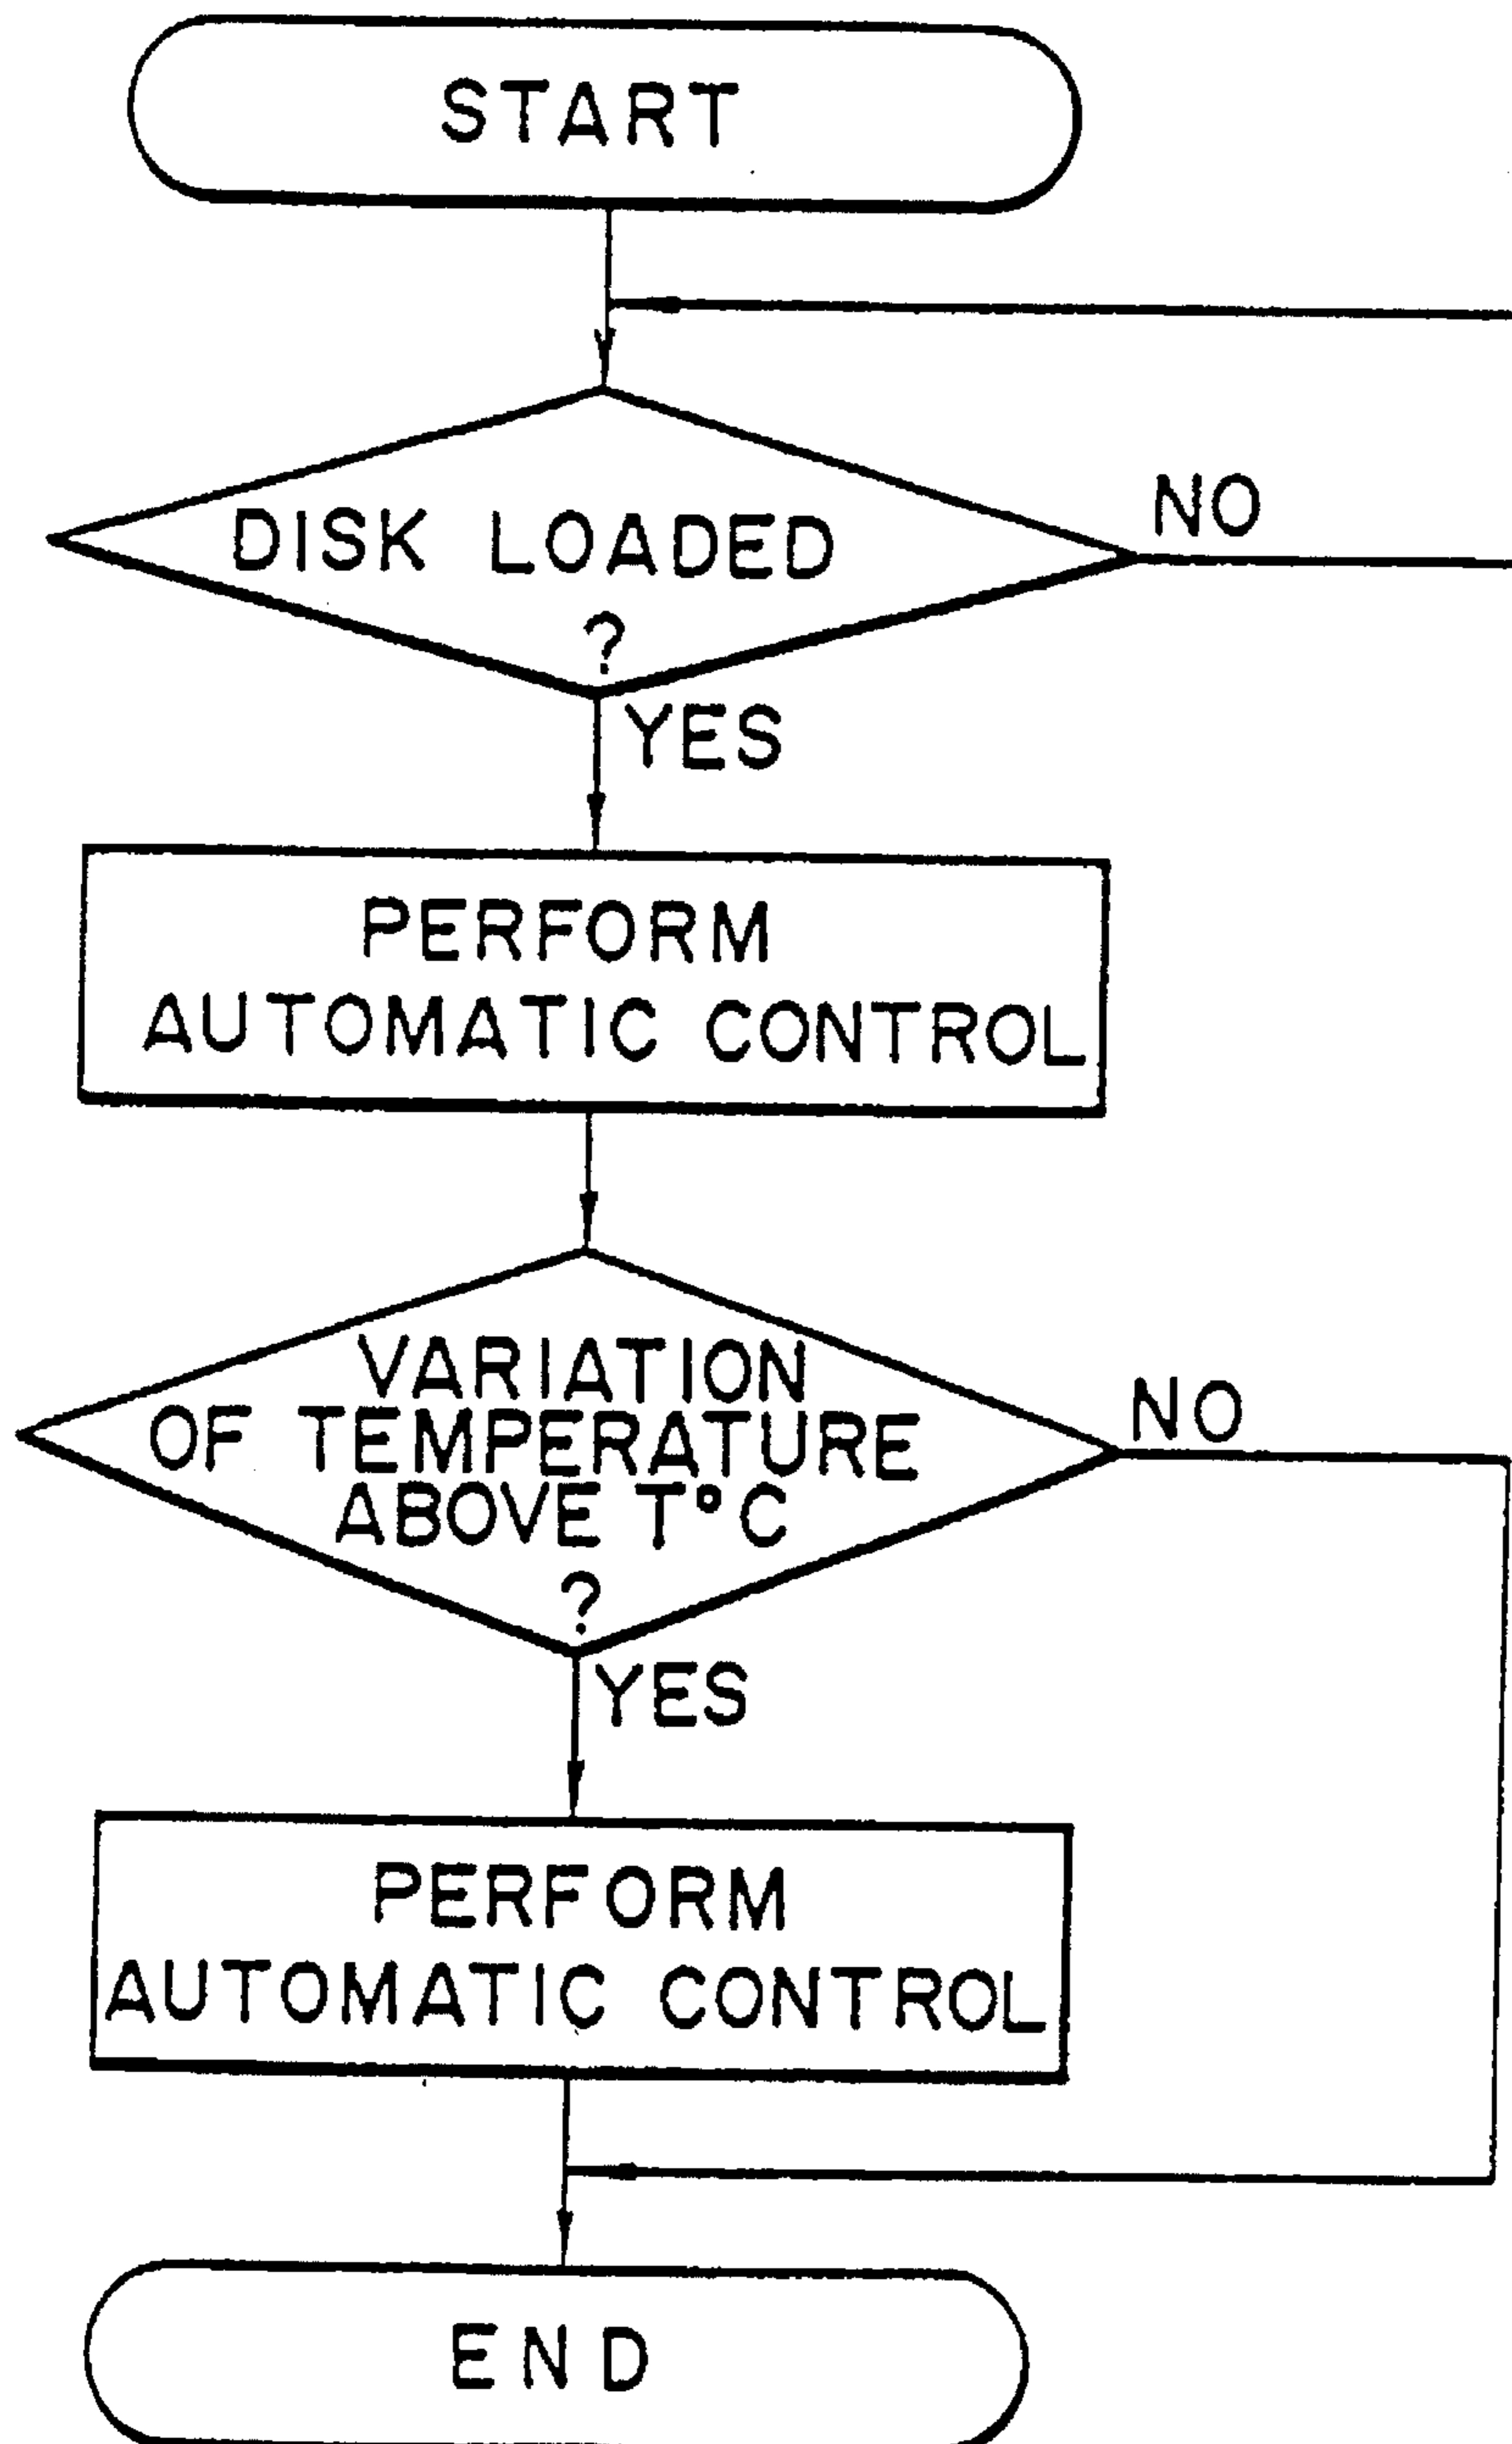 START
DISK LOADED
?
NO
YES
PERFORM
AUTOMATIC CONTROL
VARIATION
OF TEMPERATURE
ABOVE T°C
?
NO
YES
PERFORM
AUTOMATIC CONTROL
END